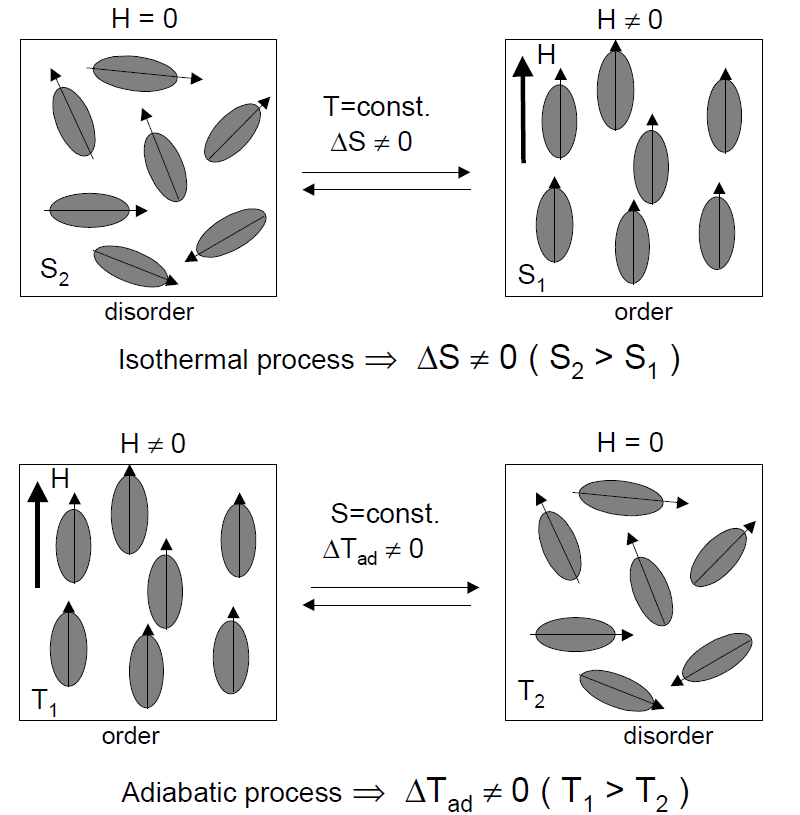 H = 0
H ≠ 0
H
T=const.
ΔS ≠ 0
S₂
S₁
disorder
order
Isothermal process ⇒ ΔS ≠ 0 ( S₂ > S₁ )
H ≠ 0
H = 0
H
S=const.
ΔTad ≠ 0
T₁
T₂
order
disorder
Adiabatic process ⇒ ΔTad ≠ 0 ( T₁ > T₂ )